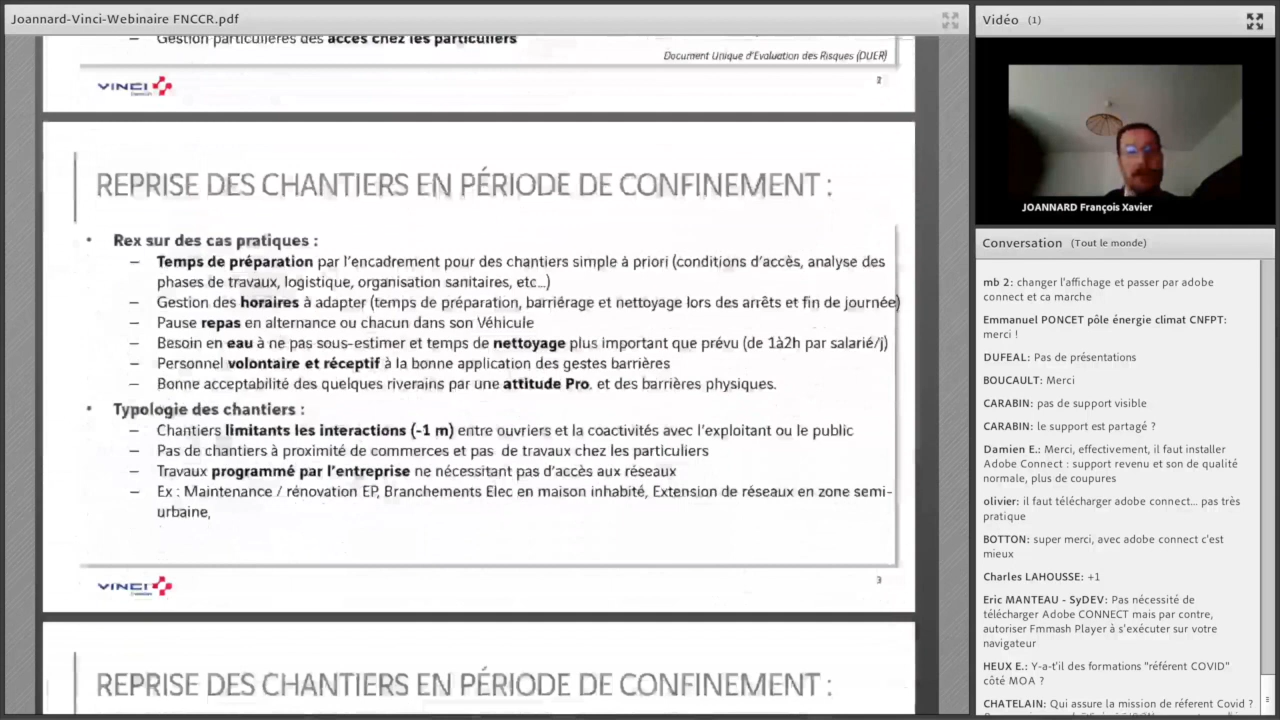 Joannard-Vinci-Webinaire FNCCR.pdf
– Gestion particulières des accès chez les particuliers
Document Unique d'Evaluation des Risques (DUER)
VINCI
2
REPRISE DES CHANTIERS EN PÉRIODE DE CONFINEMENT :
• Rex sur des cas pratiques :
– Temps de préparation par l'encadrement pour des chantiers simple à priori (conditions d'accès, analyse des
phases de travaux, logistique, organisation sanitaires, etc...)
– Gestion des horaires à adapter (temps de préparation, barriérage et nettoyage lors des arrêts et fin de journée)
– Pause repas en alternance ou chacun dans son Véhicule
– Besoin en eau à ne pas sous-estimer et temps de nettoyage plus important que prévu (de 1à2h par salarié/j)
– Personnel volontaire et réceptif à la bonne application des gestes barrières
– Bonne acceptabilité des quelques riverains par une attitude Pro. et des barrières physiques.
• Typologie des chantiers :
– Chantiers limitants les interactions (-1 m) entre ouvriers et la coactivités avec l'exploitant ou le public
– Pas de chantiers à proximité de commerces et pas de travaux chez les particuliers
– Travaux programmé par l'entreprise ne nécessitant pas d'accès aux réseaux
– Ex : Maintenance / rénovation EP, Branchements Elec en maison inhabité, Extension de réseaux en zone semi-
urbaine,
VINCI
3
REPRISE DES CHANTIERS EN PÉRIODE DE CONFINEMENT :
Vidéo (1)
JOANNARD François Xavier
Conversation (Tout le monde)
mb 2: changer l'affichage et passer par adobe
connect et ca marche
Emmanuel PONCET pôle énergie climat CNFPT:
merci !
DUFEAL: Pas de présentations
BOUCAULT: Merci
CARABIN: pas de support visible
CARABIN: le support est partagé ?
Damien E.: Merci, effectivement, il faut installer
Adobe Connect : support revenu et son de qualité
normale, plus de coupures
olivier: il faut télécharger adobe connect... pas très
pratique
BOTTON: super merci, avec adobe connect c'est
mieux
Charles LAHOUSSE: +1
Eric MANTEAU - SyDEV: Pas nécessité de
télécharger Adobe CONNECT mais par contre,
autoriser Fmmash Player à s'exécuter sur votre
navigateur
HEUX E.: Y-a-t'il des formations "référent COVID"
côté MOA ?
CHATELAIN: Qui assure la mission de réferent Covid ?